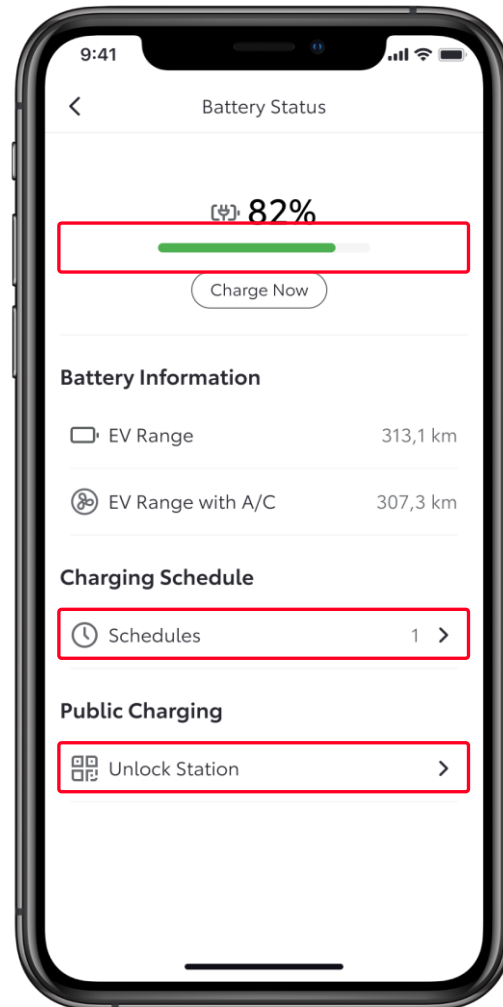 9:41
Battery Status
82%
Charge Now
Battery Information
EV Range 313,1 km
EV Range with A/C 307,3 km
Charging Schedule
Schedules 1
Public Charging
Unlock Station